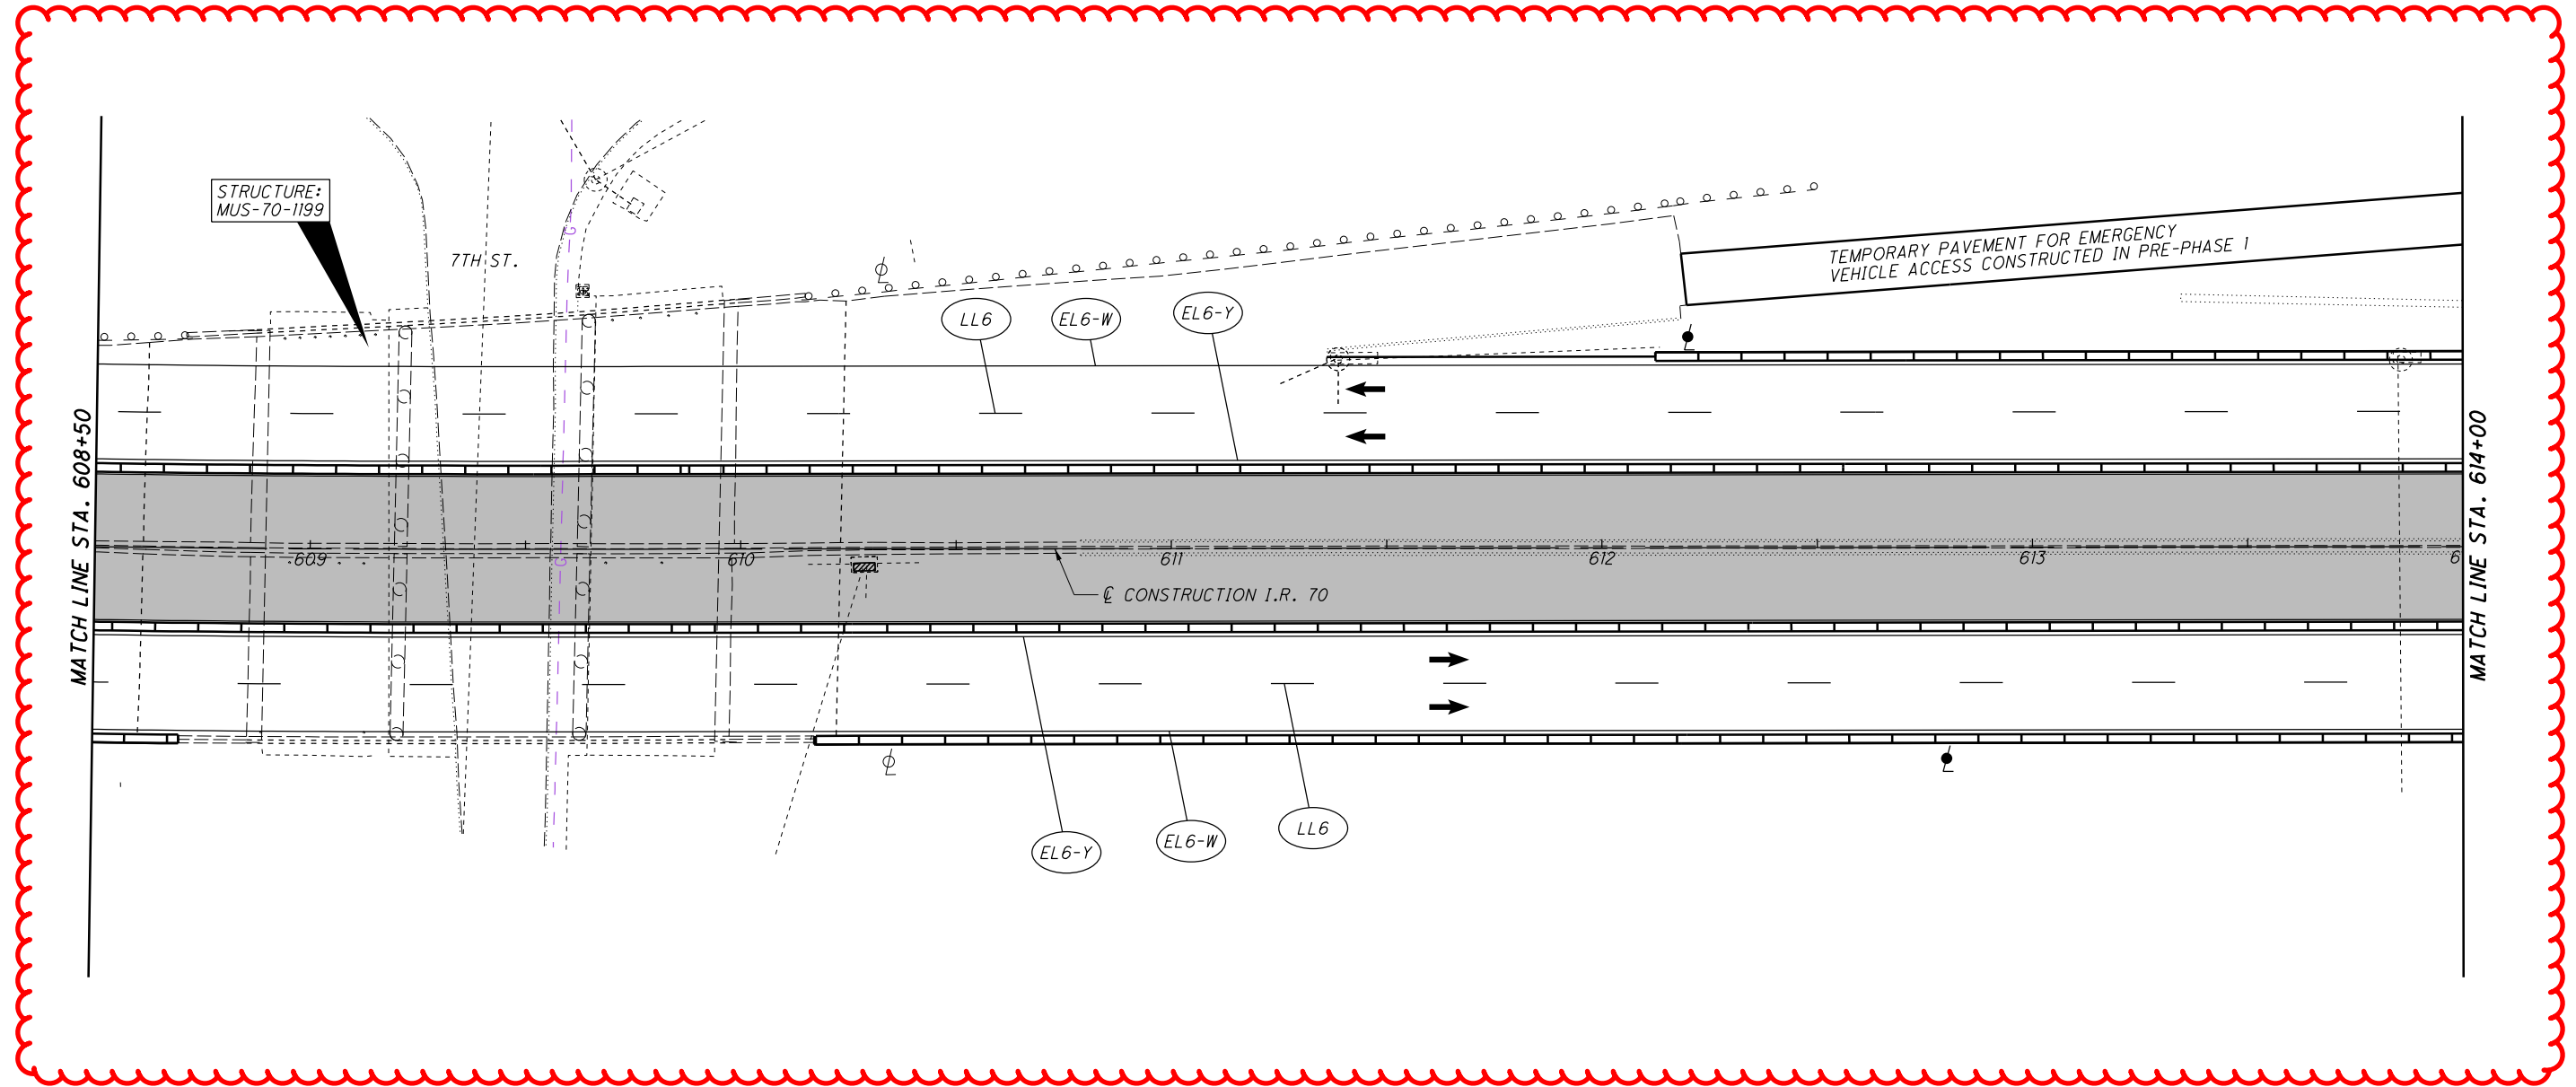 STRUCTURE:
MUS-70-1199
7TH ST.
G
LL6
EL6-W
EL6-Y
TEMPORARY PAVEMENT FOR EMERGENCY
VEHICLE ACCESS CONSTRUCTED IN PRE-PHASE 1
MATCH LINE STA. 608+50
MATCH LINE STA. 614+00
609
610
611
612
613
6
G
℄ CONSTRUCTION I.R. 70
EL6-Y
EL6-W
LL6